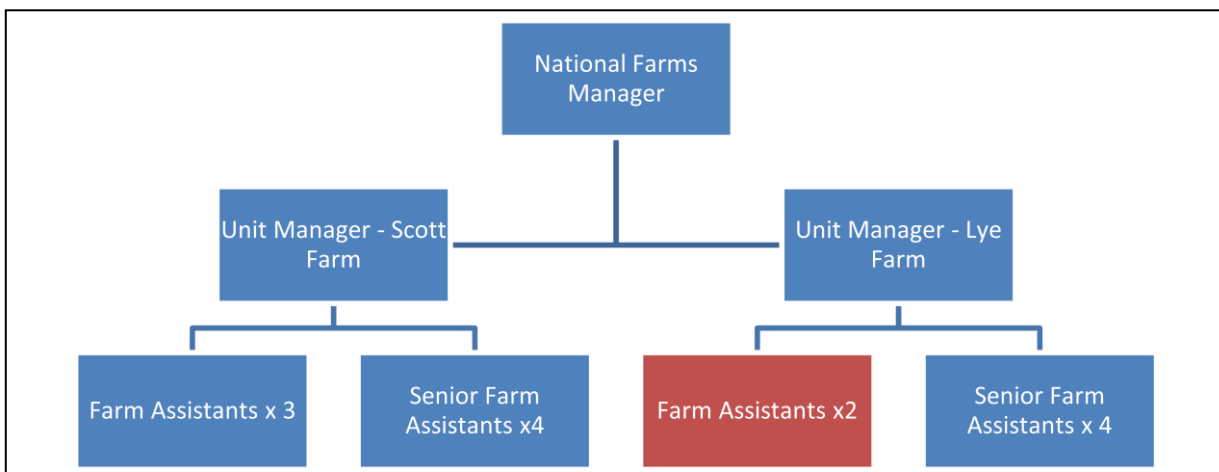 National Farms
Manager
Unit Manager - Scott
Farm
Unit Manager - Lye
Farm
Farm Assistants x 3
Senior Farm
Assistants x4
Farm Assistants x2
Senior Farm
Assistants x 4